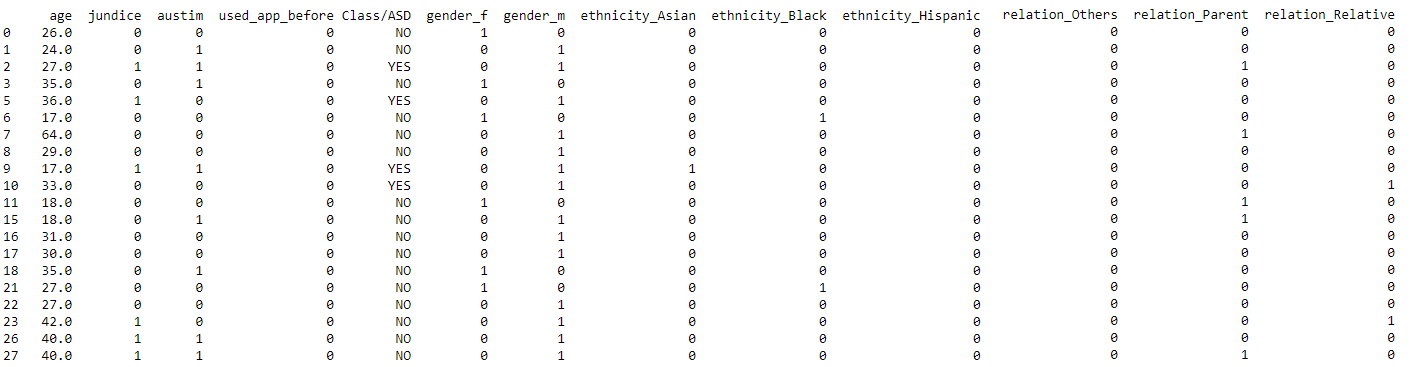 age jundice austim used_app_before Class/ASD gender_f gender_m ethnicity_Asian ethnicity_Black ethnicity_Hispanic relation_Others relation_Parent relation_Relative
0 26.0 0 0 0 NO 1 0 0 0 0 0 0 0
1 24.0 0 1 0 NO 0 1 0 0 0 0 0 0
2 27.0 1 1 0 YES 0 1 0 0 0 0 1 0
3 35.0 0 1 0 NO 1 0 0 0 0 0 0 0
5 36.0 1 0 0 YES 0 1 0 0 0 0 0 0
6 17.0 0 0 0 NO 1 0 0 1 0 0 0 0
7 64.0 0 0 0 NO 0 1 0 0 0 0 1 0
8 29.0 0 0 0 NO 0 1 0 0 0 0 0 0
9 17.0 1 1 0 YES 0 1 1 0 0 0 0 0
10 33.0 0 0 0 YES 0 1 0 0 0 0 0 1
11 18.0 0 0 0 NO 1 0 0 0 0 0 1 0
15 18.0 0 1 0 NO 0 1 0 0 0 0 1 0
16 31.0 0 0 0 NO 0 1 0 0 0 0 0 0
17 30.0 0 0 0 NO 0 1 0 0 0 0 0 0
18 35.0 0 1 0 NO 1 0 0 0 0 0 0 0
21 27.0 0 0 0 NO 1 0 0 1 0 0 0 0
22 27.0 0 0 0 NO 0 1 0 0 0 0 0 0
23 42.0 1 0 0 NO 0 1 0 0 0 0 0 1
26 40.0 1 1 0 NO 0 1 0 0 0 0 0 0
27 40.0 1 1 0 NO 0 1 0 0 0 0 1 0